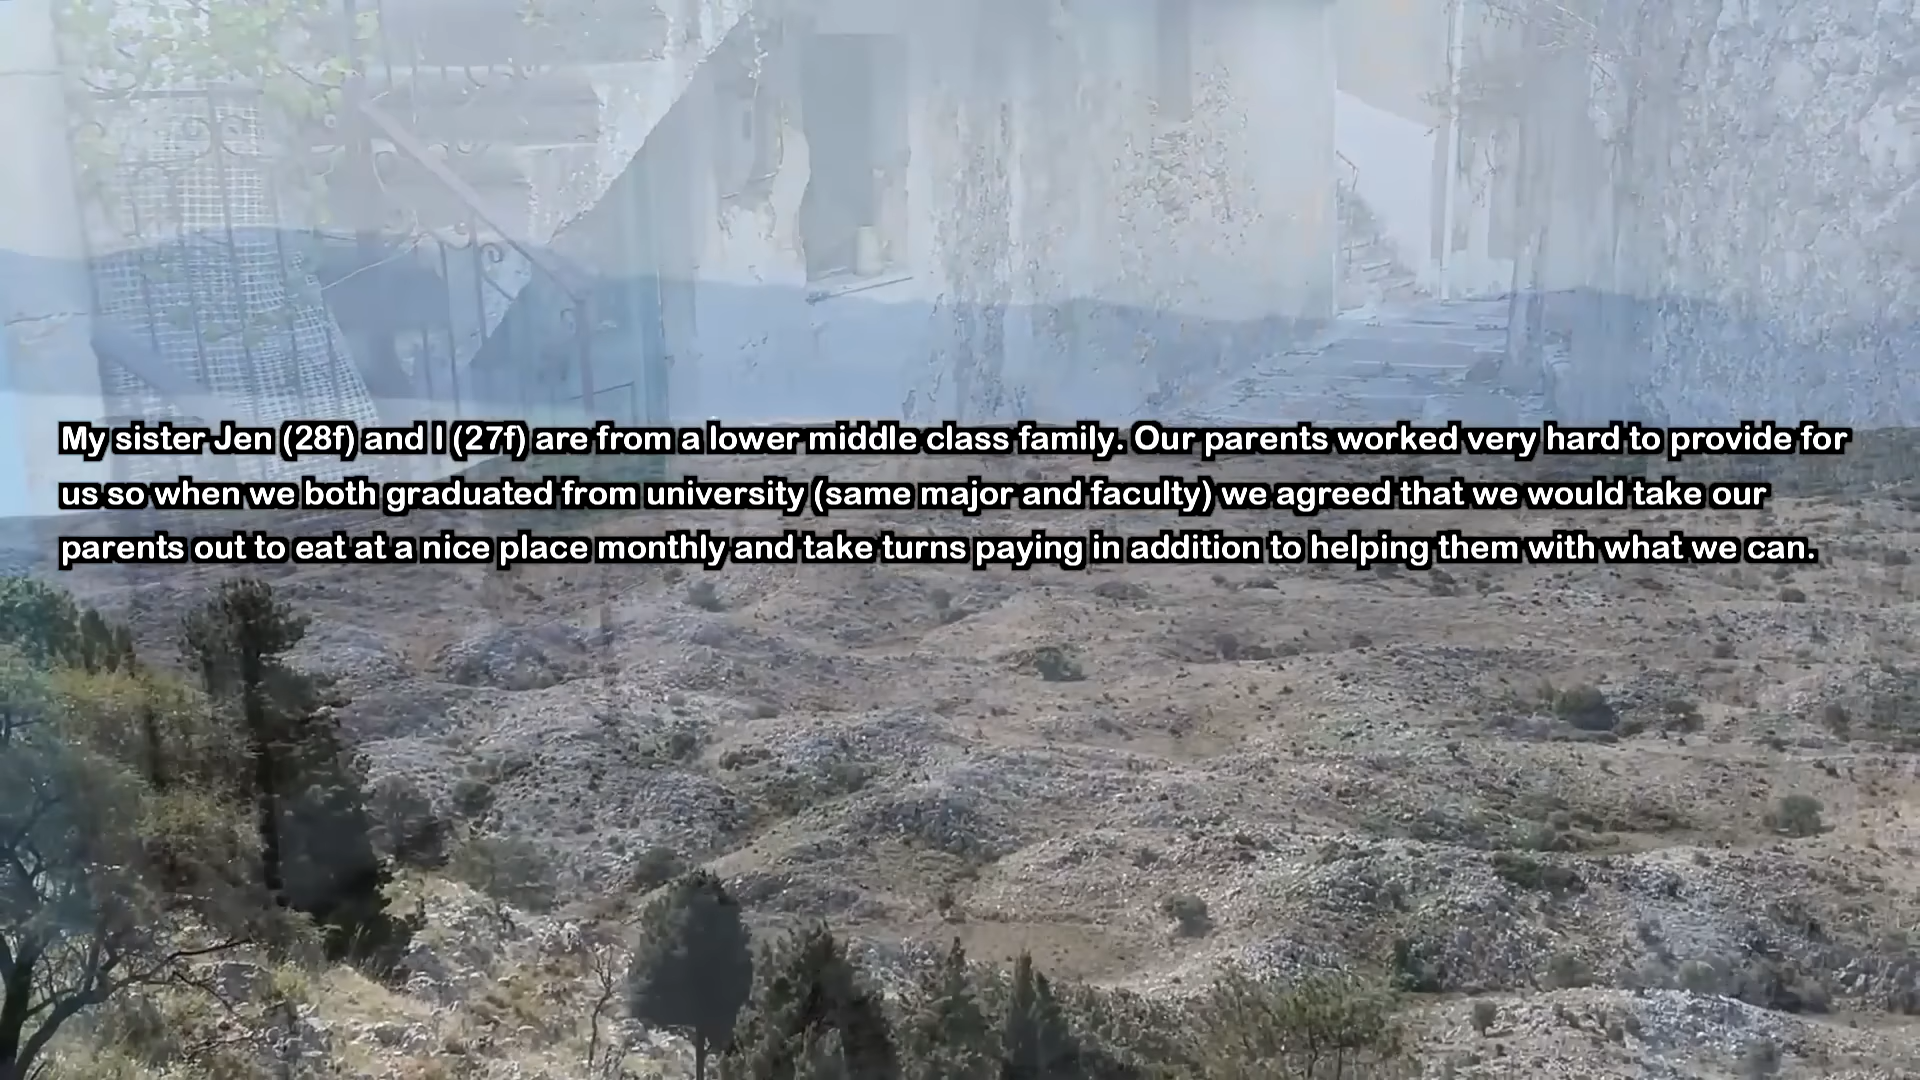 My sister Jen (28f) and I (27f) are from a lower middle class family. Our parents worked very hard to provide for
us so when we both graduated from university (same major and faculty) we agreed that we would take our
parents out to eat at a nice place monthly and take turns paying in addition to helping them with what we can.